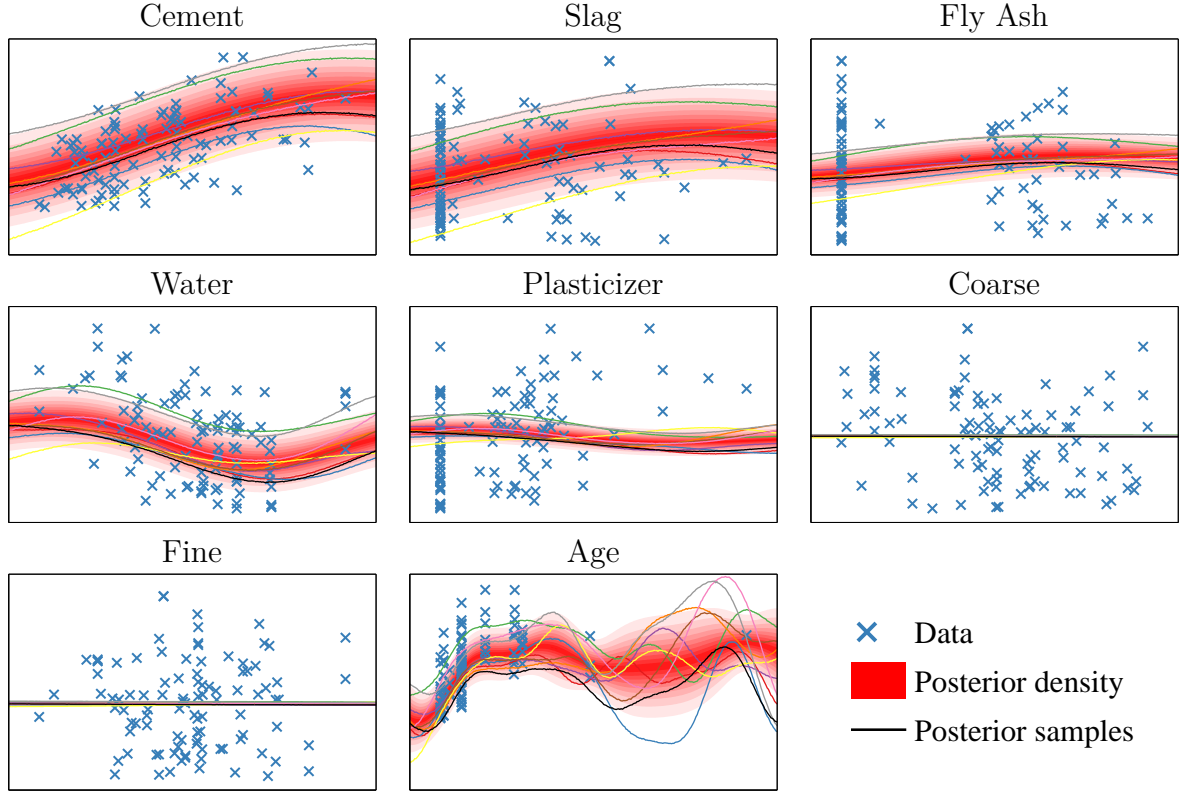 Cement
Slag
Fly Ash
Water
Plasticizer
Coarse
Fine
Age
Data
Posterior density
Posterior samples